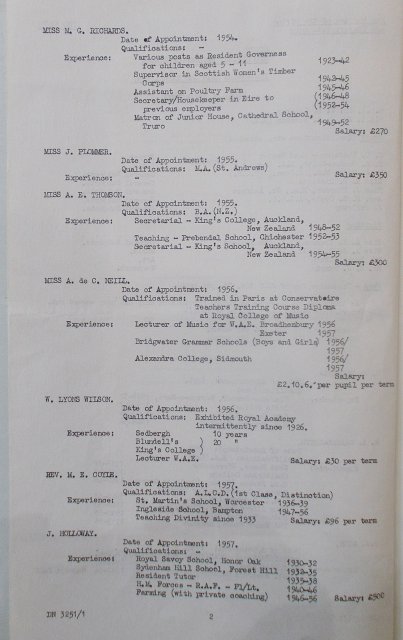 MISS M. G. RICHARDS.
Date of Appointment: 1954.
Qualifications: -
Experience: Various posts as Resident Governess
for children aged 5 - 11 1923-42
Supervisor in Scottish Women's Timber
Corps 1942-45
Assistant on Poultry Farm 1945-46
Secretary/Housekeeper in Eire to (1946-48
previous employers (1952-54
Matron of Junior House, Cathedral School,
Truro 1949-52
Salary: £270
MISS J. PLOWMER.
Date of Appointment: 1955.
Qualifications: M.A. (St. Andrews)
Experience: - Salary: £350
MISS A. E. THOMSON.
Date of Appointment: 1955.
Qualifications: B.A. (N.Z.)
Experience: Secretarial - King's College, Auckland,
New Zealand 1948-52
Teaching - Prebendal School, Chichester 1952-53
Secretarial - King's School, Auckland,
New Zealand 1954-55
Salary: £300
MISS A. de C. NEILL.
Date of Appointment: 1956.
Qualifications: Trained in Paris at Conservatoire
Teachers Training Course Diploma
at Royal College of Music
Experience: Lecturer of Music for W.A.E. Broadhembury 1956
Exeter 1957
Bridgwater Grammar Schools (Boys and Girls) 1956/
1957
Alexandra College, Sidmouth 1956/
1957
Salary:
£2.10.6. per pupil per term
W. LYONS WILSON.
Date of Appointment: 1956.
Qualifications: Exhibited Royal Academy
intermittently since 1926.
Experience: Sedbergh 10 years
Blundell's ) 20 "
King's College )
Lecturer W.A.E. Salary: £30 per term
REV. M. E. COYLE.
Date of Appointment: 1957.
Qualifications: A.L.C.D. (1st Class, Distinction)
Experience: St. Martin's School, Worcester 1936-39
Ingleside School, Bampton 1947-56
Teaching Divinity since 1933 Salary: £96 per term
J. HOLLOWAY.
Date of Appointment: 1957.
Qualifications: -
Experience: Royal Savoy School, Honor Oak 1930-32
Sydenham Hill School, Forest Hill 1932-35
Resident Tutor 1935-38
H.M. Forces - R.A.F. - Fl/Lt. 1940-46
Farming (with private coaching) 1946-56 Salary: £500
DN 3251/1 2